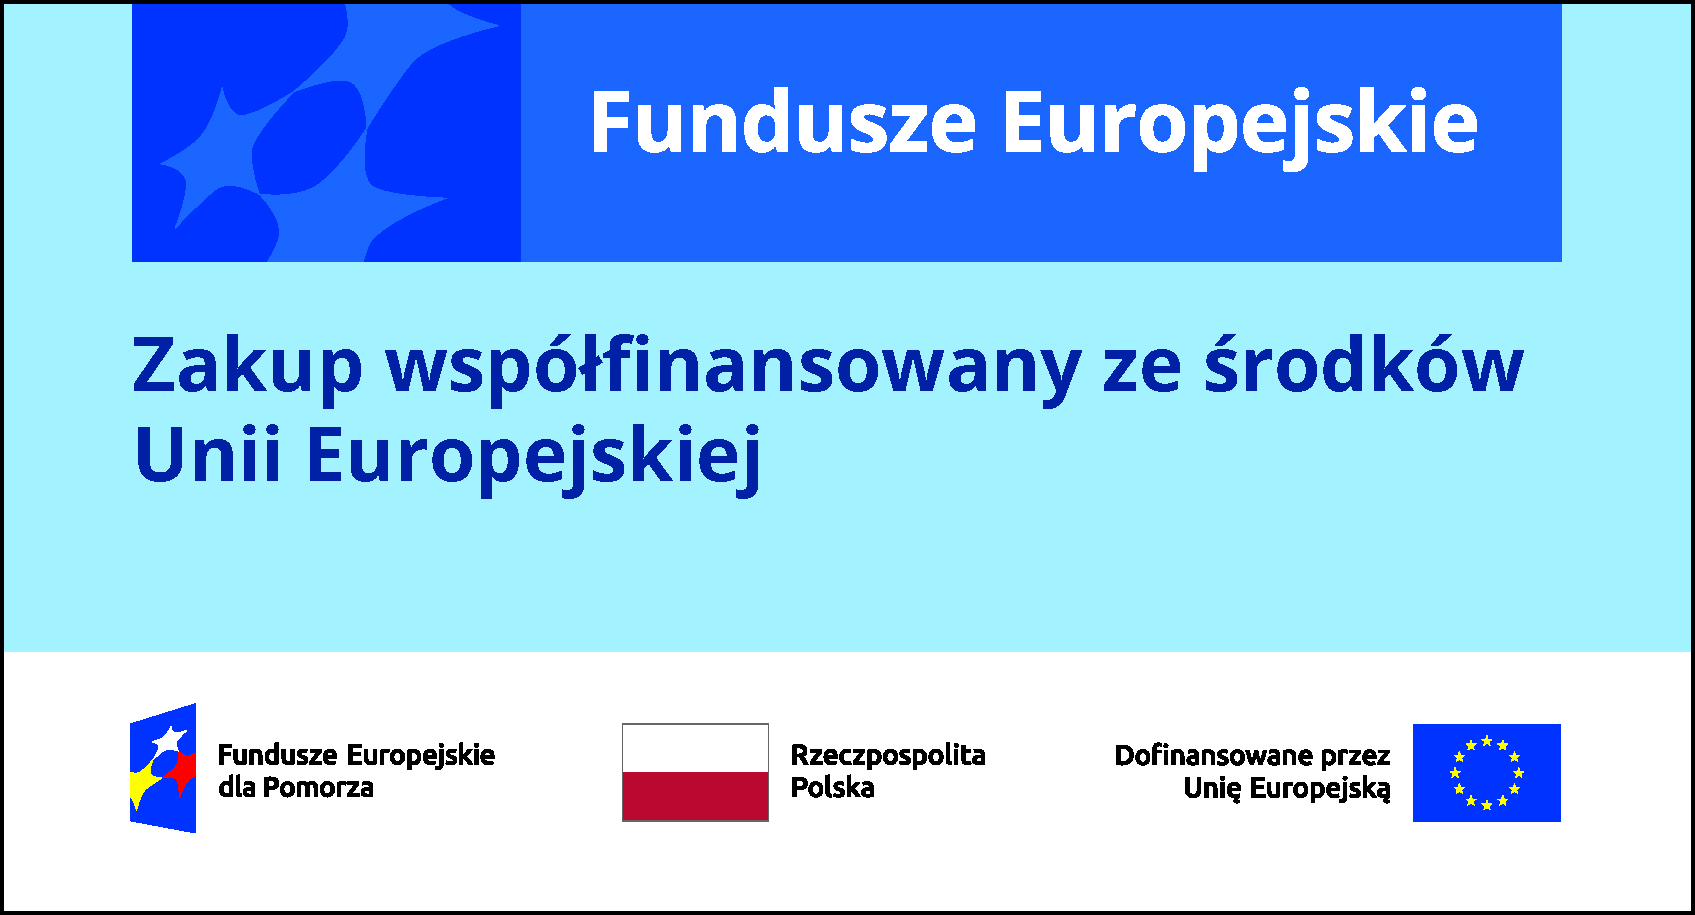 Fundusze Europejskie
Zakup współfinansowany ze środków
Unii Europejskiej
Fundusze Europejskie
dla Pomorza
Rzeczpospolita
Polska
Dofinansowane przez
Unię Europejską